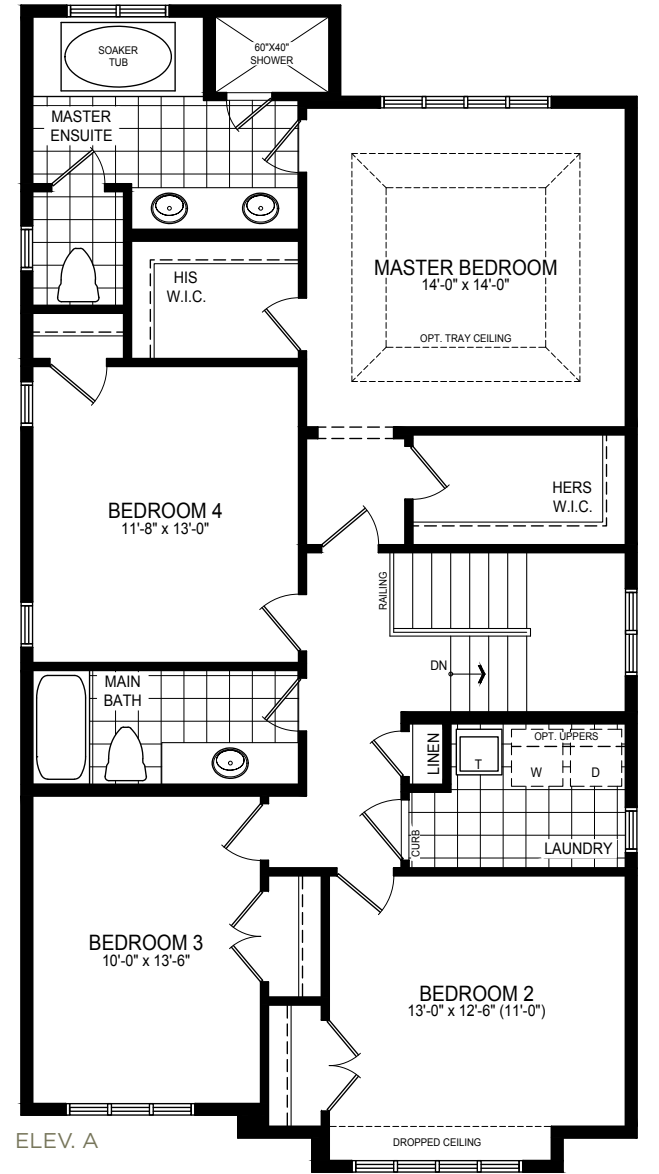 SOAKER
TUB
60"X40"
SHOWER
MASTER
ENSUITE
HIS
W.I.C.
MASTER BEDROOM
14'-0" x 14'-0"
OPT. TRAY CEILING
HERS
W.I.C.
BEDROOM 4
11'-8" x 13'-0"
RAILING
DN
MAIN
BATH
LINEN
OPT. UPPERS
T
W
D
CURB
LAUNDRY
BEDROOM 3
10'-0" x 13'-6"
BEDROOM 2
13'-0" x 12'-6" (11'-0")
DROPPED CEILING
ELEV. A